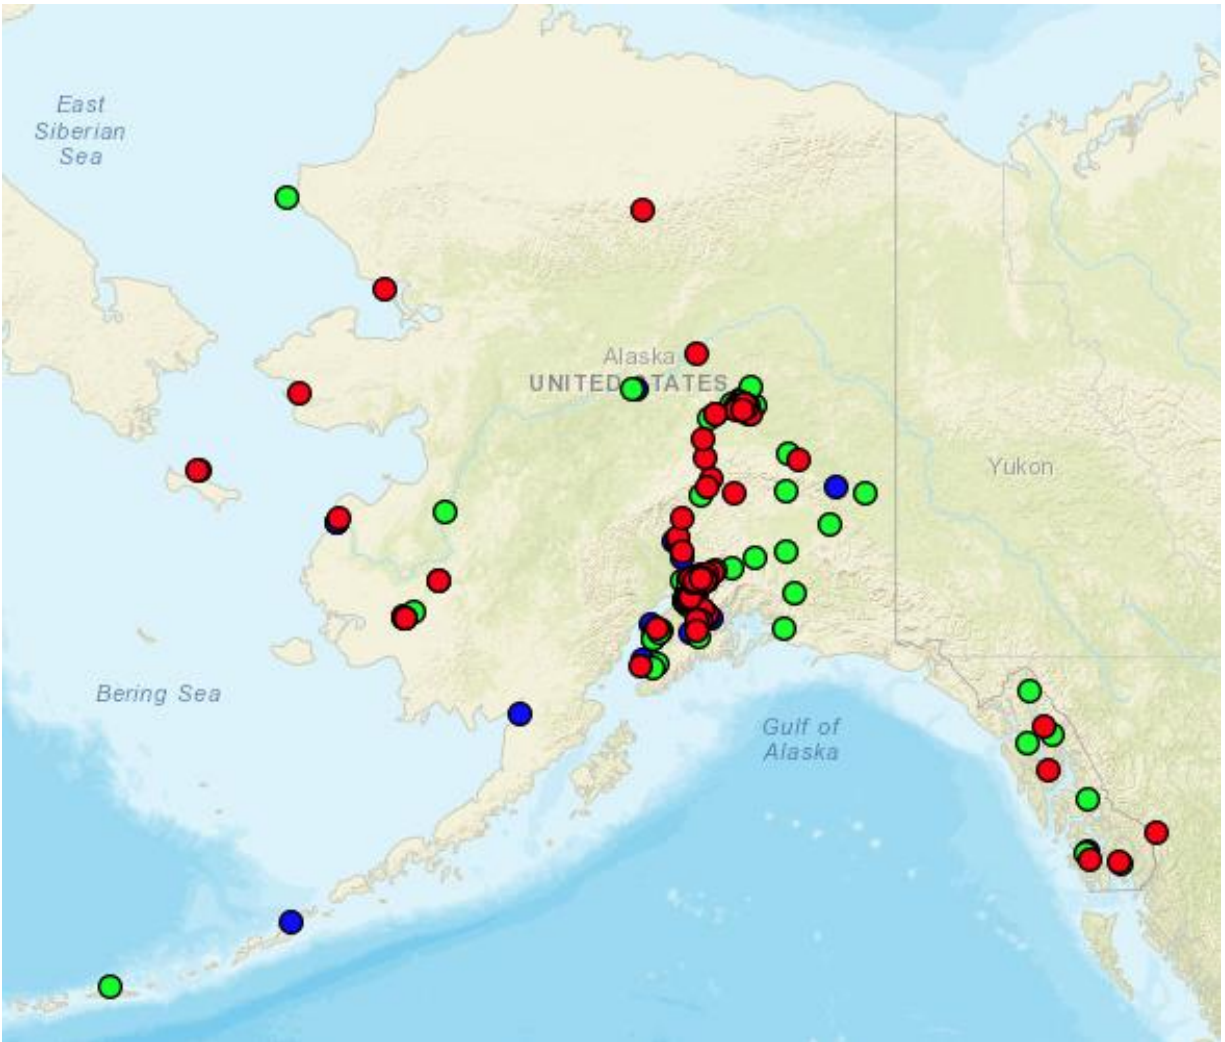 East
Siberian
Sea
Alaska
UNITED STATES
Yukon
Bering Sea
Gulf of
Alaska